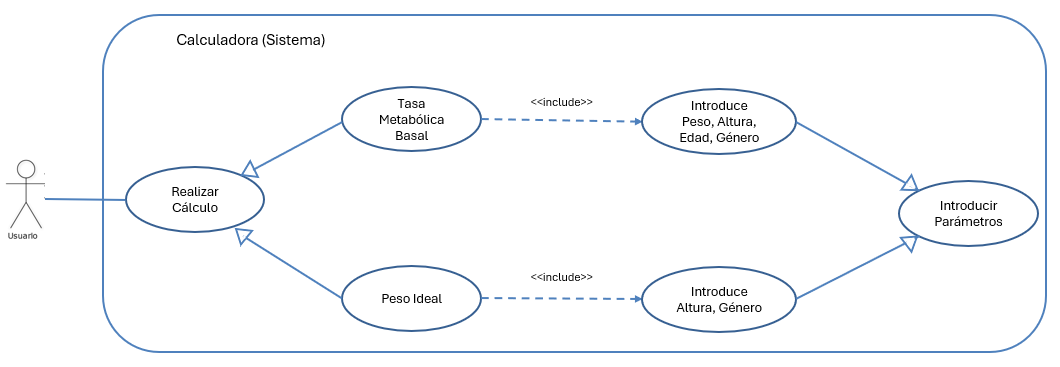 Calculadora (Sistema)
Tasa
Metabólica
Basal
<<include>>
Introduce
Peso, Altura,
Edad, Género
Realizar
Cálculo
Usuario
Introducir
Parámetros
Peso Ideal
<<include>>
Introduce
Altura, Género